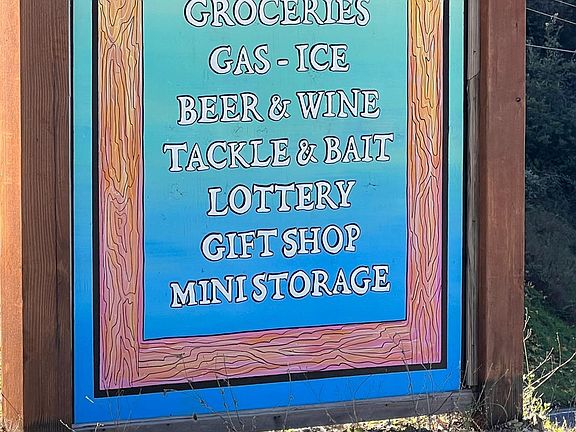 GROCERIES
GAS - ICE
BEER & WINE
TACKLE & BAIT
LOTTERY
GIFT SHOP
MINI STORAGE